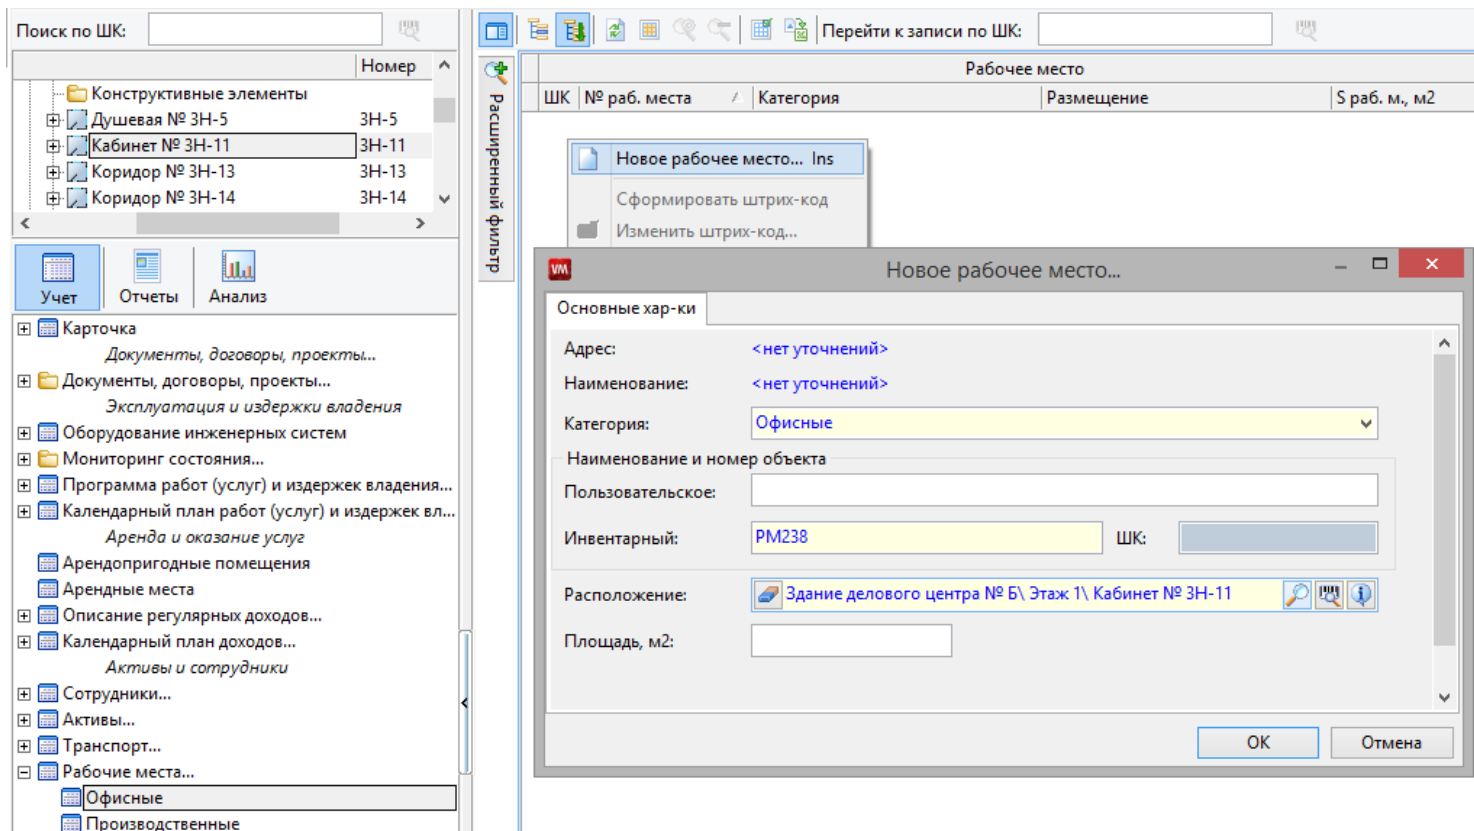 Поиск по ШК:
Номер
Конструктивные элементы
Душевая № 3Н-5 3Н-5
Кабинет № 3Н-11 3Н-11
Коридор № 3Н-13 3Н-13
Коридор № 3Н-14 3Н-14
Учет Отчеты Анализ
Карточка
Документы, договоры, проекты...
Документы, договоры, проекты...
Эксплуатация и издержки владения
Оборудование инженерных систем
Мониторинг состояния...
Программа работ (услуг) и издержек владения...
Календарный план работ (услуг) и издержек вл...
Аренда и оказание услуг
Арендопригодные помещения
Арендные места
Описание регулярных доходов...
Календарный план доходов...
Активы и сотрудники
Сотрудники...
Активы...
Транспорт...
Рабочие места...
Офисные
Производственные
Расширенный фильтр
Перейти к записи по ШК:
Рабочее место
ШК № раб. места Категория Размещение S раб. м., м2
Новое рабочее место... Ins
Сформировать штрих-код
Изменить штрих-код...
VM Новое рабочее место...
Основные хар-ки
Адрес: <нет уточнений>
Наименование: <нет уточнений>
Категория: Офисные
Наименование и номер объекта
Пользовательское:
Инвентарный: РМ238 ШК:
Расположение: Здание делового центра № Б\ Этаж 1\ Кабинет № 3Н-11
Площадь, м2:
ОК Отмена